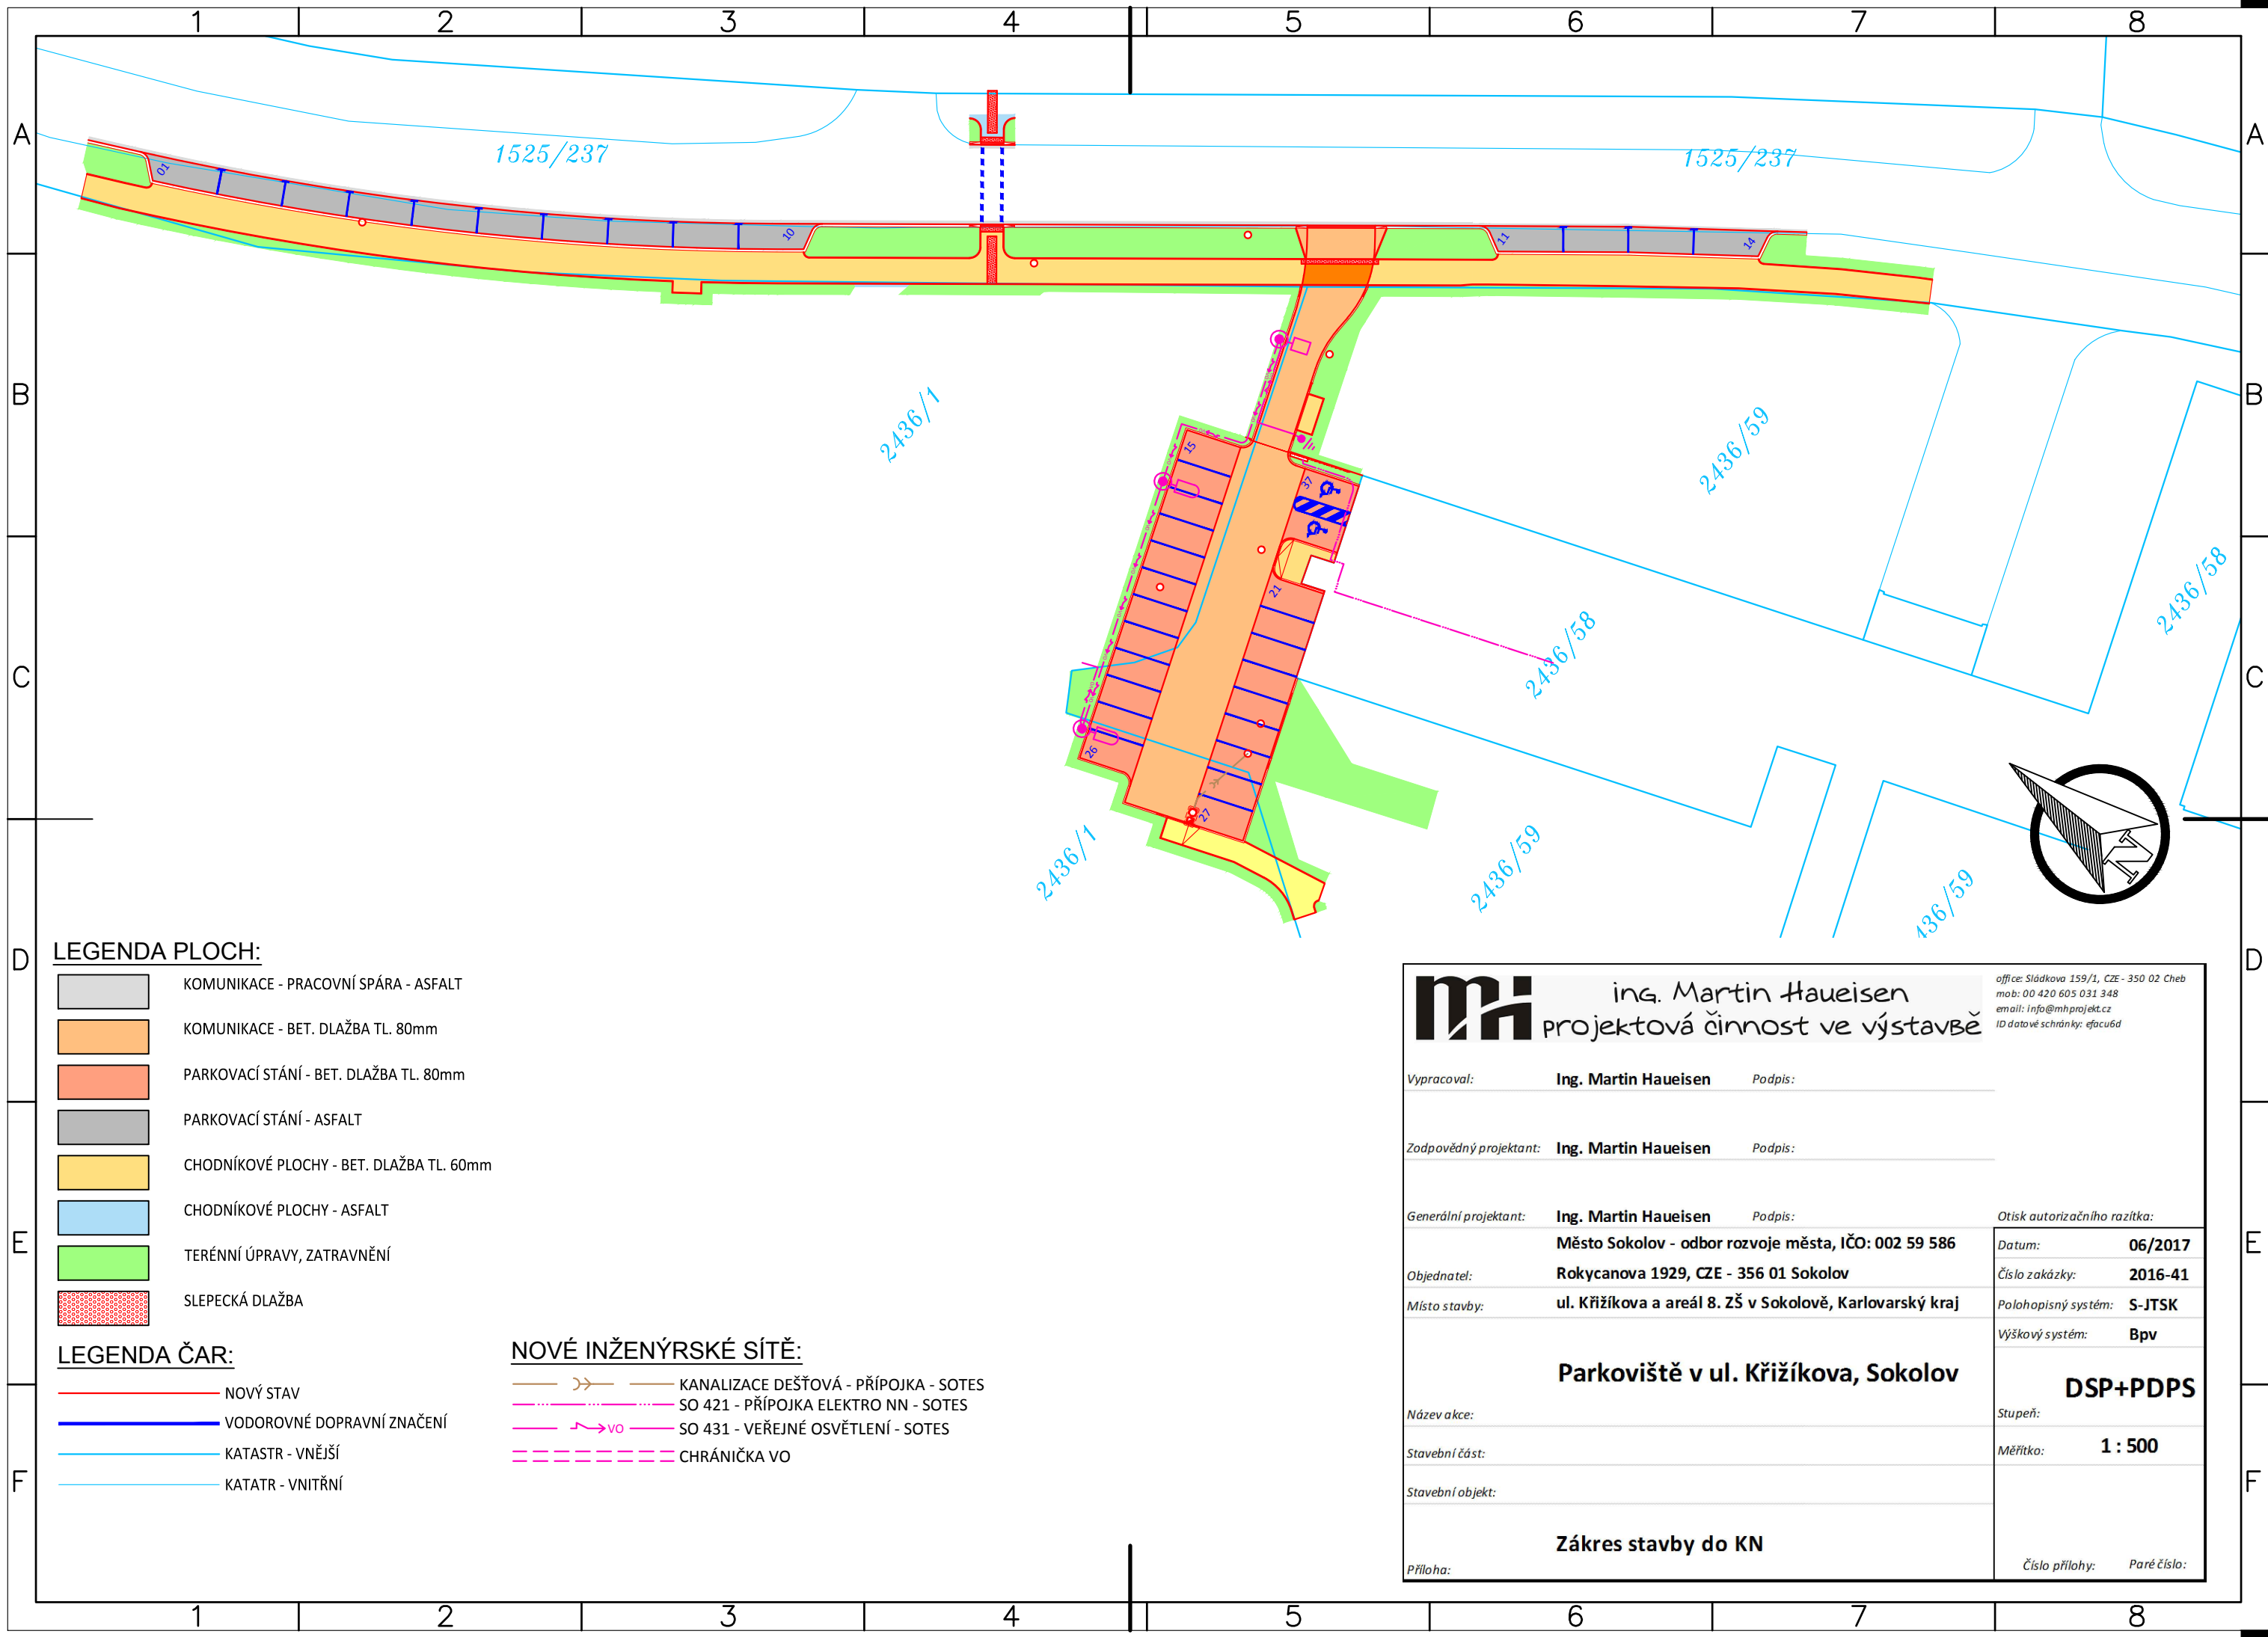 1 2 3 4 5 6 7 8
A
A
1525/237
1525/237
01
10
11
14
B
B
2436/1
2436/59
15
37
21
C
C
2436/58
2436/58
26
27
2436/1
2436/59
436/59
N
D
D
LEGENDA PLOCH:
KOMUNIKACE - PRACOVNÍ SPÁRA - ASFALT
KOMUNIKACE - BET. DLAŽBA TL. 80mm
PARKOVACÍ STÁNÍ - BET. DLAŽBA TL. 80mm
PARKOVACÍ STÁNÍ - ASFALT
CHODNÍKOVÉ PLOCHY - BET. DLAŽBA TL. 60mm
CHODNÍKOVÉ PLOCHY - ASFALT
TERÉNNÍ ÚPRAVY, ZATRAVNĚNÍ
SLEPECKÁ DLAŽBA
E
E
LEGENDA ČAR:
NOVÝ STAV
VODOROVNÉ DOPRAVNÍ ZNAČENÍ
KATASTR - VNĚJŠÍ
KATATR - VNITŘNÍ
NOVÉ INŽENÝRSKÉ SÍTĚ:
KANALIZACE DEŠŤOVÁ - PŘÍPOJKA - SOTES
SO 421 - PŘÍPOJKA ELEKTRO NN - SOTES
VO SO 431 - VEŘEJNÉ OSVĚTLENÍ - SOTES
CHRÁNIČKA VO
F
F
MH
ing. Martin Haueisen
projektová činnost ve výstavbě
office: Sládkova 159/1, CZE - 350 02 Cheb
mob: 00 420 605 031 348
email: info@mhprojekt.cz
ID datové schránky: efacu6d
Vypracoval: Ing. Martin Haueisen Podpis:
Zodpovědný projektant: Ing. Martin Haueisen Podpis:
Generální projektant: Ing. Martin Haueisen Podpis: Otisk autorizačního razítka:
Město Sokolov - odbor rozvoje města, IČO: 002 59 586
Objednatel: Rokycanova 1929, CZE - 356 01 Sokolov
Místo stavby: ul. Křižíkova a areál 8. ZŠ v Sokolově, Karlovarský kraj
Datum: 06/2017
Číslo zakázky: 2016-41
Polohopisný systém: S-JTSK
Výškový systém: Bpv
Parkoviště v ul. Křižíkova, Sokolov
Název akce:
DSP+PDPS
Stupeň:
Stavební část:
Měřítko: 1 : 500
Stavební objekt:
Zákres stavby do KN
Příloha:
Číslo přílohy: Paré číslo:
1 2 3 4 5 6 7 8